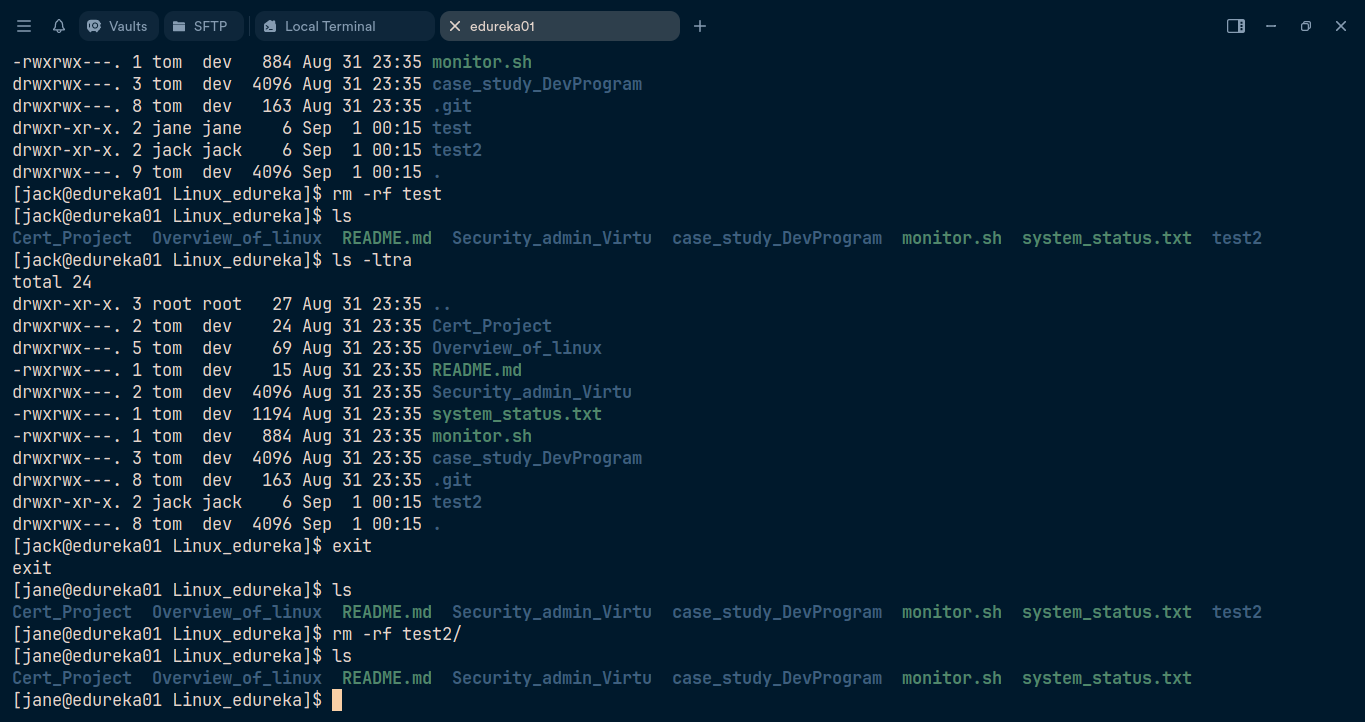 Vaults SFTP Local Terminal edureka01
-rwxrwx---. 1 tom  dev   884 Aug 31 23:35 monitor.sh
drwxrwx---. 3 tom  dev  4096 Aug 31 23:35 case_study_DevProgram
drwxrwx---. 8 tom  dev   163 Aug 31 23:35 .git
drwxr-xr-x. 2 jane jane    6 Sep  1 00:15 test
drwxr-xr-x. 2 jack jack    6 Sep  1 00:15 test2
drwxrwx---. 9 tom  dev  4096 Sep  1 00:15 .
[jack@edureka01 Linux_edureka]$ rm -rf test
[jack@edureka01 Linux_edureka]$ ls
Cert_Project  Overview_of_linux  README.md  Security_admin_Virtu  case_study_DevProgram  monitor.sh  system_status.txt  test2
[jack@edureka01 Linux_edureka]$ ls -ltra
total 24
drwxr-xr-x. 3 root root   27 Aug 31 23:35 ..
drwxrwx---. 2 tom  dev    24 Aug 31 23:35 Cert_Project
drwxrwx---. 5 tom  dev    69 Aug 31 23:35 Overview_of_linux
-rwxrwx---. 1 tom  dev    15 Aug 31 23:35 README.md
drwxrwx---. 2 tom  dev  4096 Aug 31 23:35 Security_admin_Virtu
-rwxrwx---. 1 tom  dev  1194 Aug 31 23:35 system_status.txt
-rwxrwx---. 1 tom  dev   884 Aug 31 23:35 monitor.sh
drwxrwx---. 3 tom  dev  4096 Aug 31 23:35 case_study_DevProgram
drwxrwx---. 8 tom  dev   163 Aug 31 23:35 .git
drwxr-xr-x. 2 jack jack    6 Sep  1 00:15 test2
drwxrwx---. 8 tom  dev  4096 Sep  1 00:15 .
[jack@edureka01 Linux_edureka]$ exit
exit
[jane@edureka01 Linux_edureka]$ ls
Cert_Project  Overview_of_linux  README.md  Security_admin_Virtu  case_study_DevProgram  monitor.sh  system_status.txt  test2
[jane@edureka01 Linux_edureka]$ rm -rf test2/
[jane@edureka01 Linux_edureka]$ ls
Cert_Project  Overview_of_linux  README.md  Security_admin_Virtu  case_study_DevProgram  monitor.sh  system_status.txt
[jane@edureka01 Linux_edureka]$